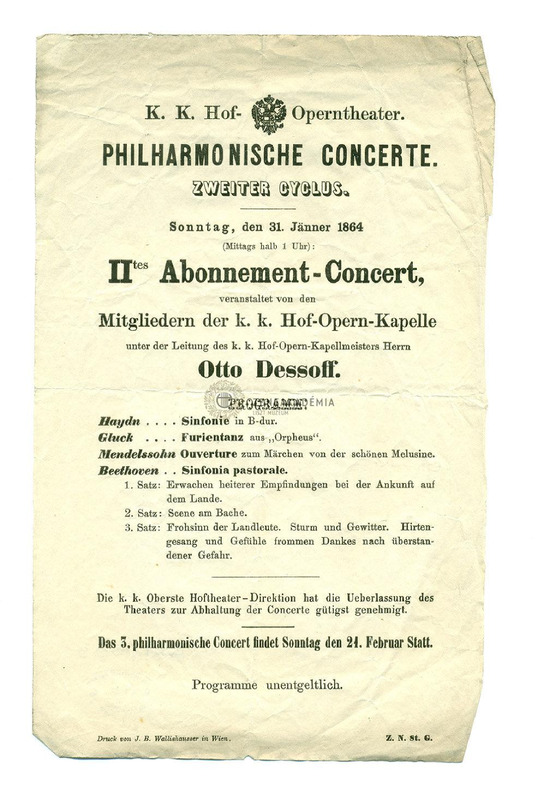 K. K. Hof- Operntheater.
PHILHARMONISCHE CONCERTE.
ZWEITER CYCLUS.
Sonntag, den 31. Jänner 1864
(Mittags halb 1 Uhr):
IItes Abonnement-Concert,
veranstaltet von den
Mitgliedern der k. k. Hof-Opern-Kapelle
unter der Leitung des k. k. Hof-Opern-Kapellmeisters Herrn
Otto Dessoff.
PROGRAMM:
Haydn .... Sinfonie in B-dur.
Gluck .... Furientanz aus „Orpheus“.
Mendelssohn Ouverture zum Märchen von der schönen Melusine.
Beethoven .. Sinfonia pastorale.
1. Satz: Erwachen heiterer Empfindungen bei der Ankunft auf
dem Lande.
2. Satz: Scene am Bache.
3. Satz: Frohsinn der Landleute. Sturm und Gewitter. Hirten-
gesang und Gefühle frommen Dankes nach überstan-
dener Gefahr.
Die k. k. Oberste Hoftheater-Direktion hat die Ueberlassung des
Theaters zur Abhaltung der Concerte gütigst genehmigt.
Das 3. philharmonische Concert findet Sonntag den 21. Februar Statt.
Programme unentgeltlich.
Druck von J. B. Wallishausser in Wien.
Z. N. St. G.